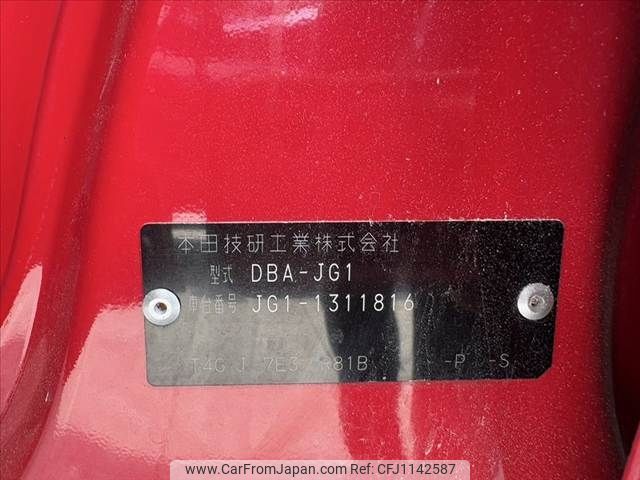 本田技研工業株式会社
型式 DBA-JG1
車台番号 JG1-1311816
T4G J 7E3 R81B -P -S
www.CarFromJapan.com REF:CFJ1142587